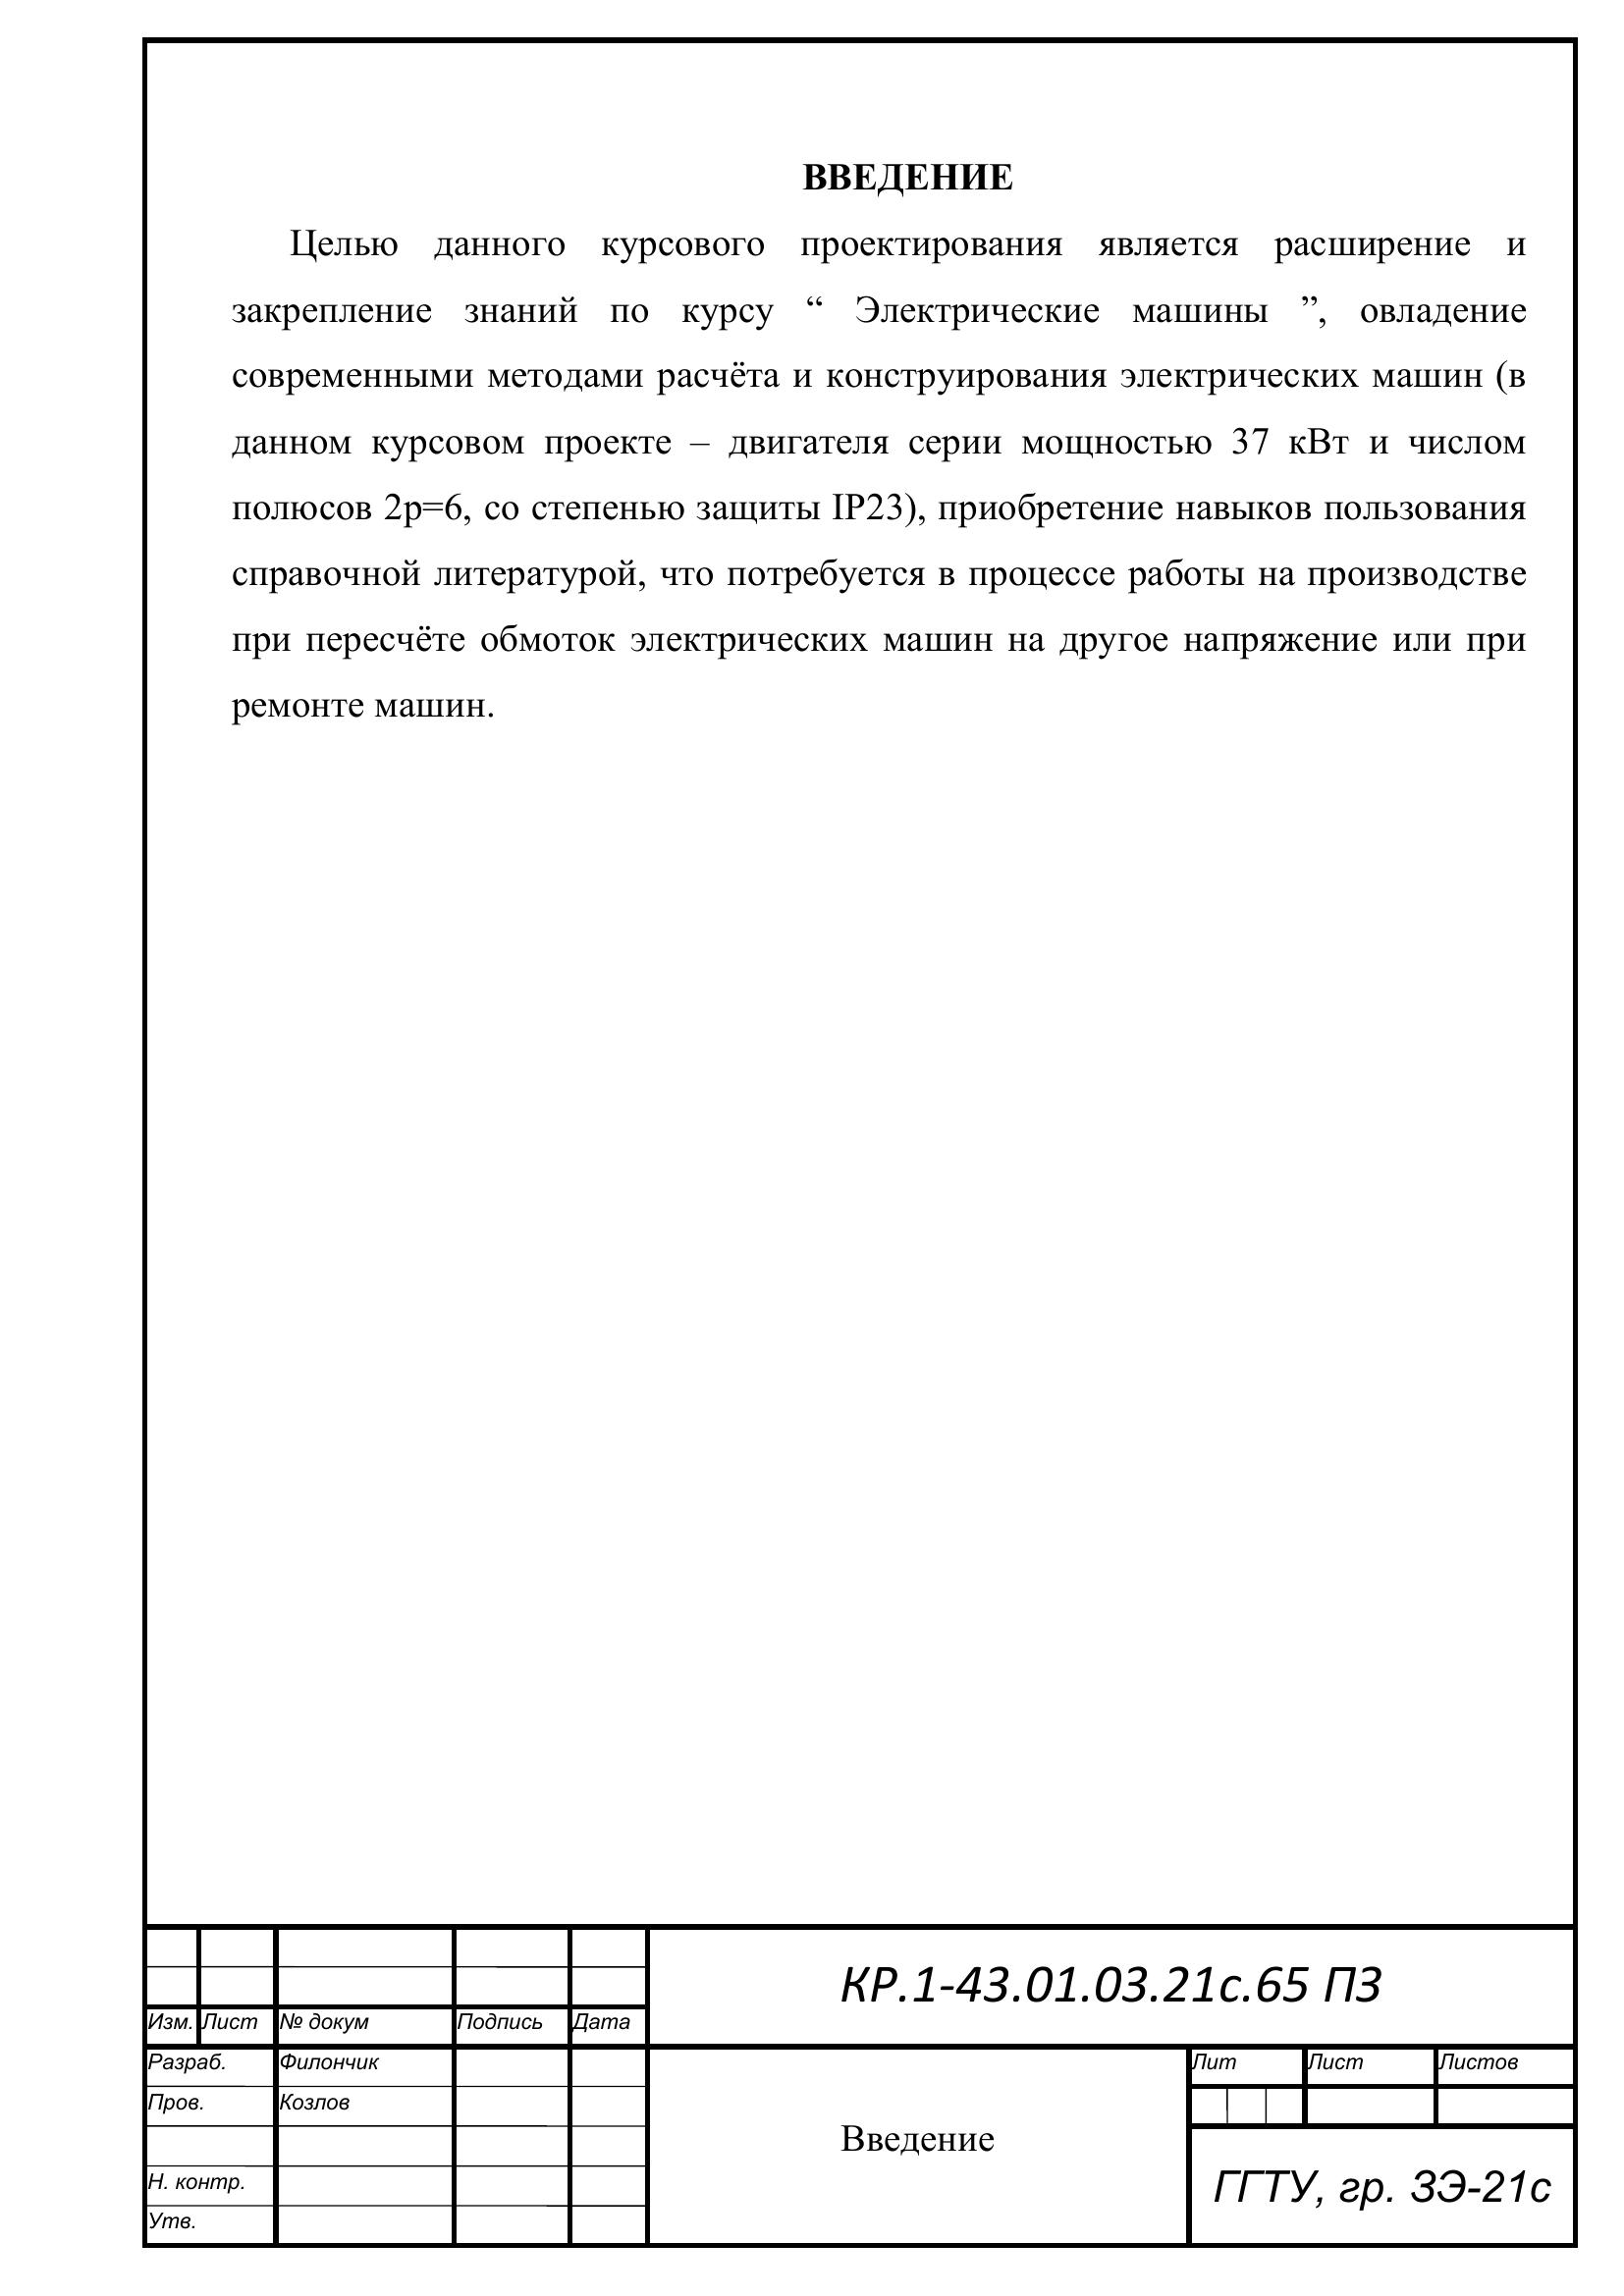 ВВЕДЕНИЕ
Целью данного курсового проектирования является расширение и
закрепление знаний по курсу “ Электрические машины ”, овладение
современными методами расчёта и конструирования электрических машин (в
данном курсовом проекте – двигателя серии мощностью 37 кВт и числом
полюсов 2р=6, со степенью защиты IP23), приобретение навыков пользования
справочной литературой, что потребуется в процессе работы на производстве
при пересчёте обмоток электрических машин на другое напряжение или при
ремонте машин.
КР.1-43.01.03.21с.65 ПЗ
Изм. Лист № докум Подпись Дата
Разраб. Филончик
Пров. Козлов
Н. контр.
Утв.
Введение
Лит Лист Листов
ГГТУ, гр. ЗЭ-21с